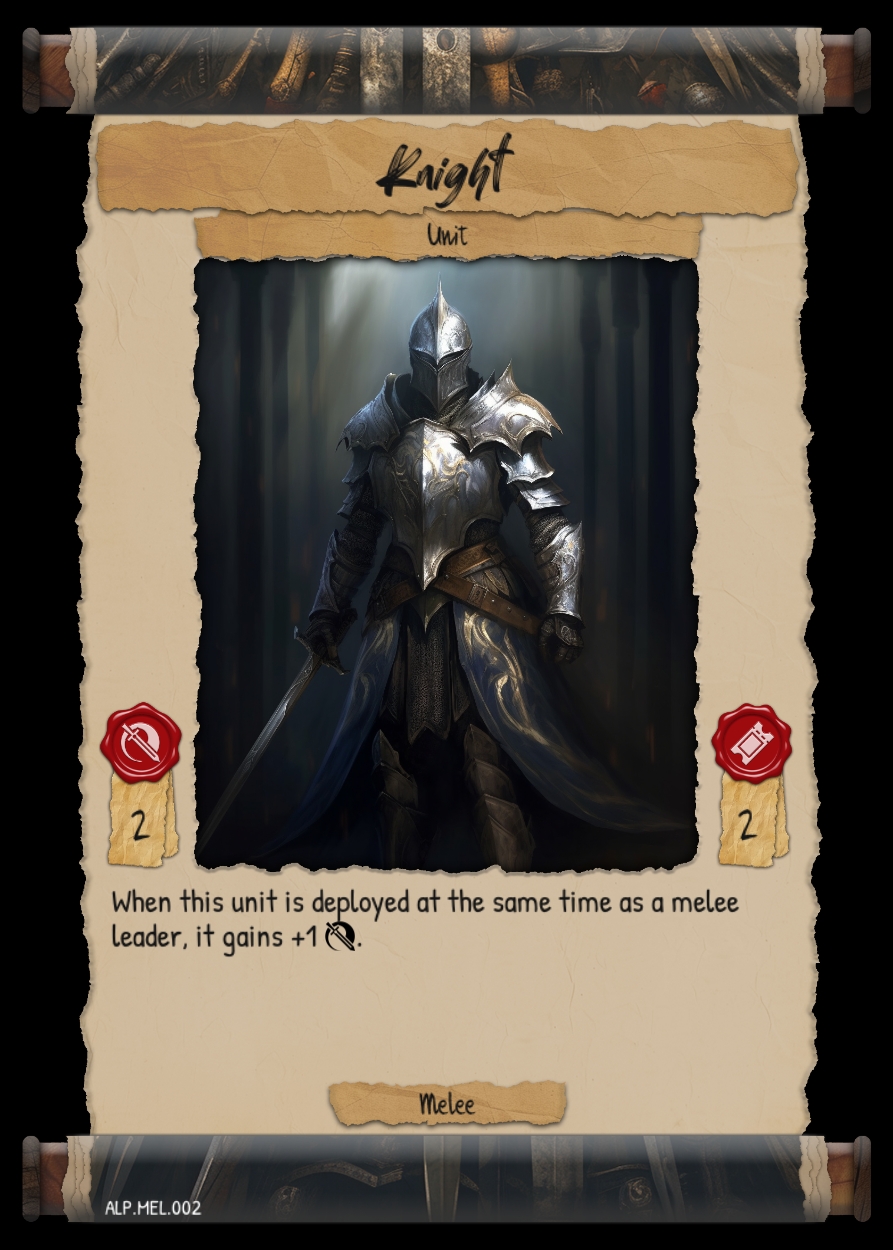 Knight
Unit
2
2
When this unit is deployed at the same time as a melee
leader, it gains +1 .
Melee
ALP.MEL.002